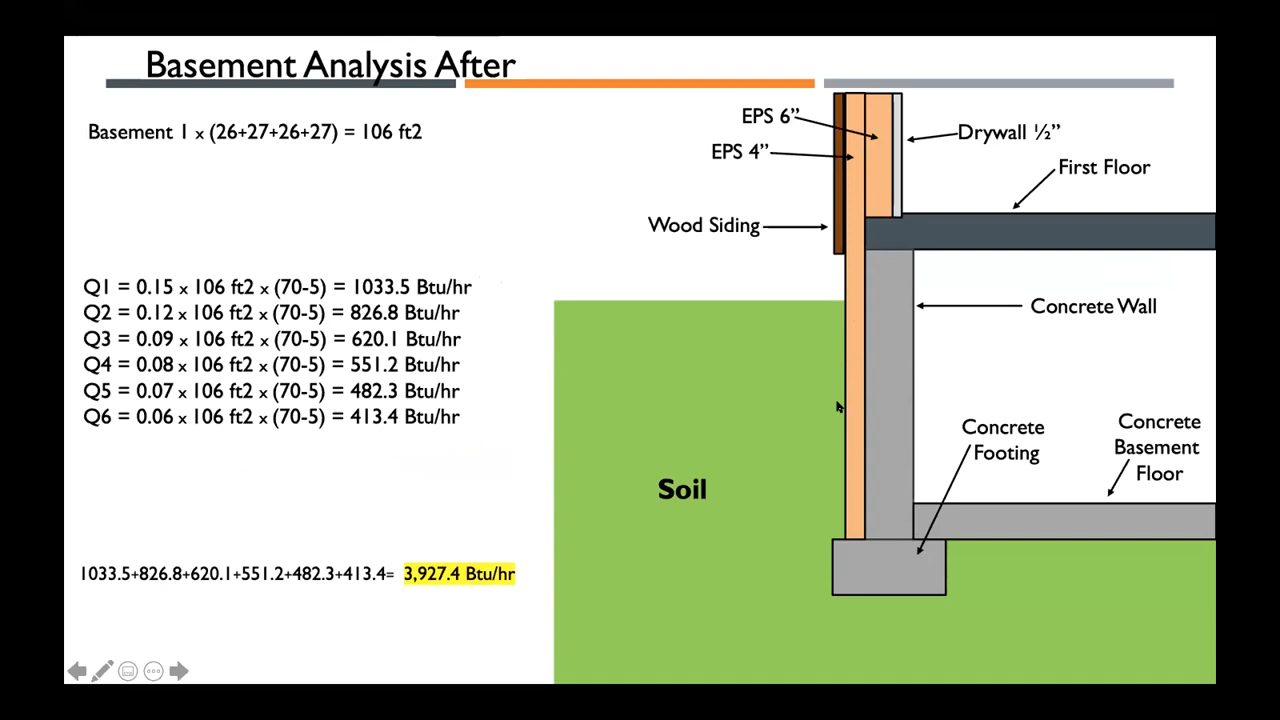 Basement Analysis After
Basement 1 x (26+27+26+27) = 106 ft2
EPS 6”
EPS 4”
Drywall ½”
First Floor
Wood Siding
Q1 = 0.15 x 106 ft2 x (70-5) = 1033.5 Btu/hr
Q2 = 0.12 x 106 ft2 x (70-5) = 826.8 Btu/hr
Q3 = 0.09 x 106 ft2 x (70-5) = 620.1 Btu/hr
Q4 = 0.08 x 106 ft2 x (70-5) = 551.2 Btu/hr
Q5 = 0.07 x 106 ft2 x (70-5) = 482.3 Btu/hr
Q6 = 0.06 x 106 ft2 x (70-5) = 413.4 Btu/hr
Concrete Wall
Concrete
Footing
Concrete
Basement
Floor
Soil
1033.5+826.8+620.1+551.2+482.3+413.4= 3,927.4 Btu/hr